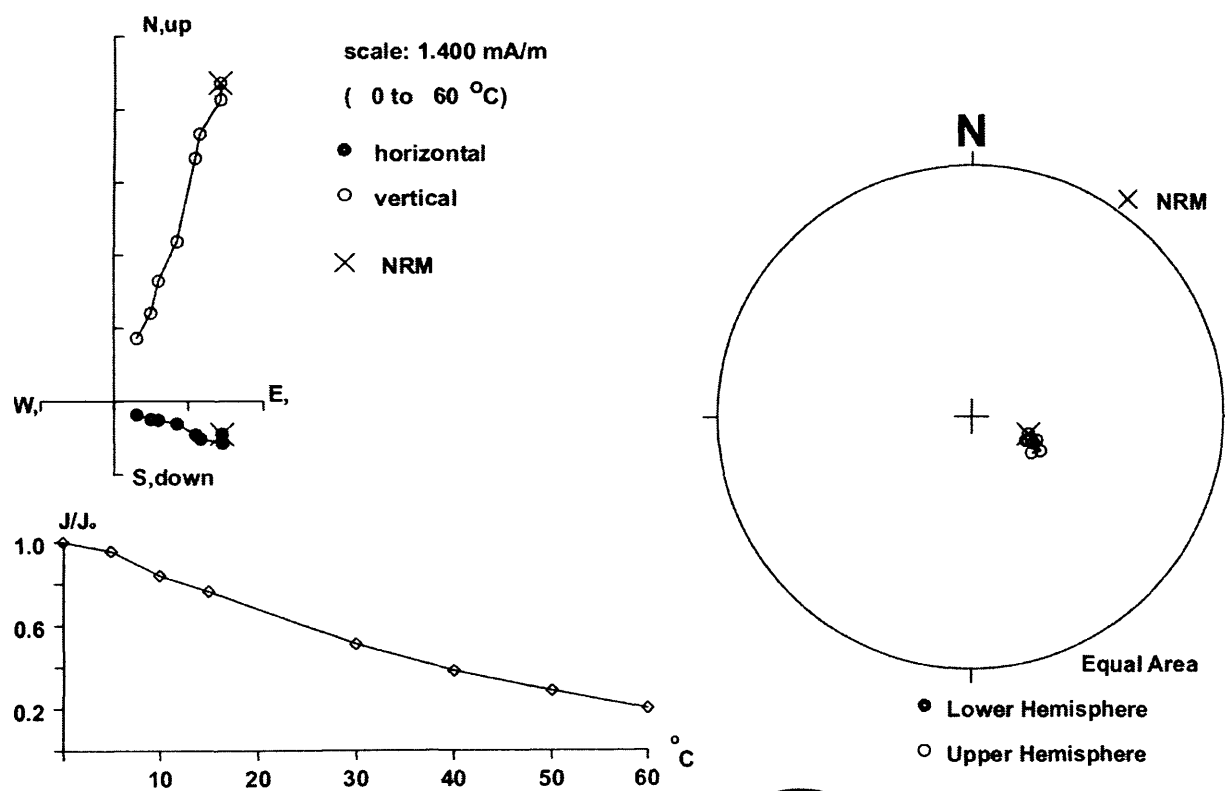 N,up
scale: 1.400 mA/m
( 0 to 60 °C)
horizontal
vertical
NRM
W,
E,
S,down
N
NRM
Equal Area
Lower Hemisphere
Upper Hemisphere
J/J₀
1.0
0.6
0.2
10 20 30 40 50 60
°C